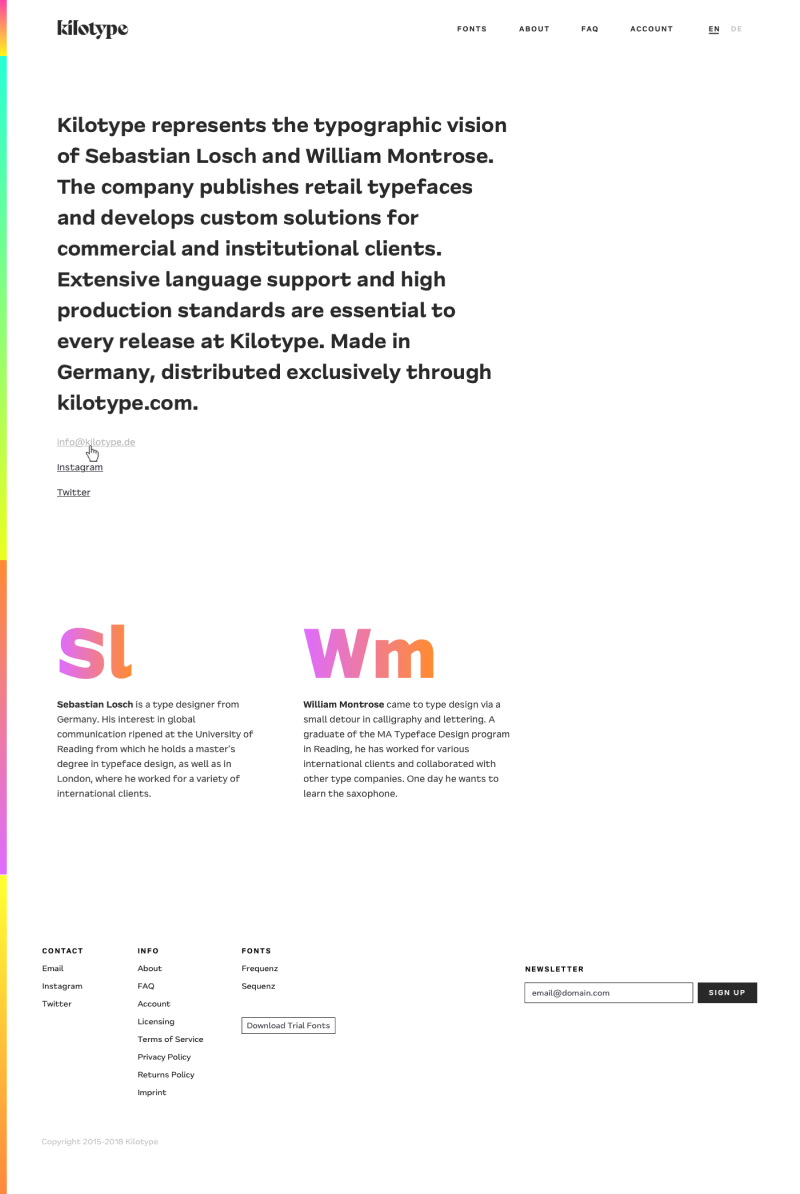 kilotype
FONTS ABOUT FAQ ACCOUNT EN DE
Kilotype represents the typographic vision
of Sebastian Losch and William Montrose.
The company publishes retail typefaces
and develops custom solutions for
commercial and institutional clients.
Extensive language support and high
production standards are essential to
every release at Kilotype. Made in
Germany, distributed exclusively through
kilotype.com.
info@kilotype.de
Instagram
Twitter
Sl
Sebastian Losch is a type designer from
Germany. His interest in global
communication ripened at the University of
Reading from which he holds a master's
degree in typeface design, as well as in
London, where he worked for a variety of
international clients.
Wm
William Montrose came to type design via a
small detour in calligraphy and lettering. A
graduate of the MA Typeface Design program
in Reading, he has worked for various
international clients and collaborated with
other type companies. One day he wants to
learn the saxophone.
CONTACT
Email
Instagram
Twitter
INFO
About
FAQ
Account
Licensing
Terms of Service
Privacy Policy
Returns Policy
Imprint
FONTS
Frequenz
Sequenz
Download Trial Fonts
NEWSLETTER
email@domain.com
SIGN UP
Copyright 2015-2018 Kilotype